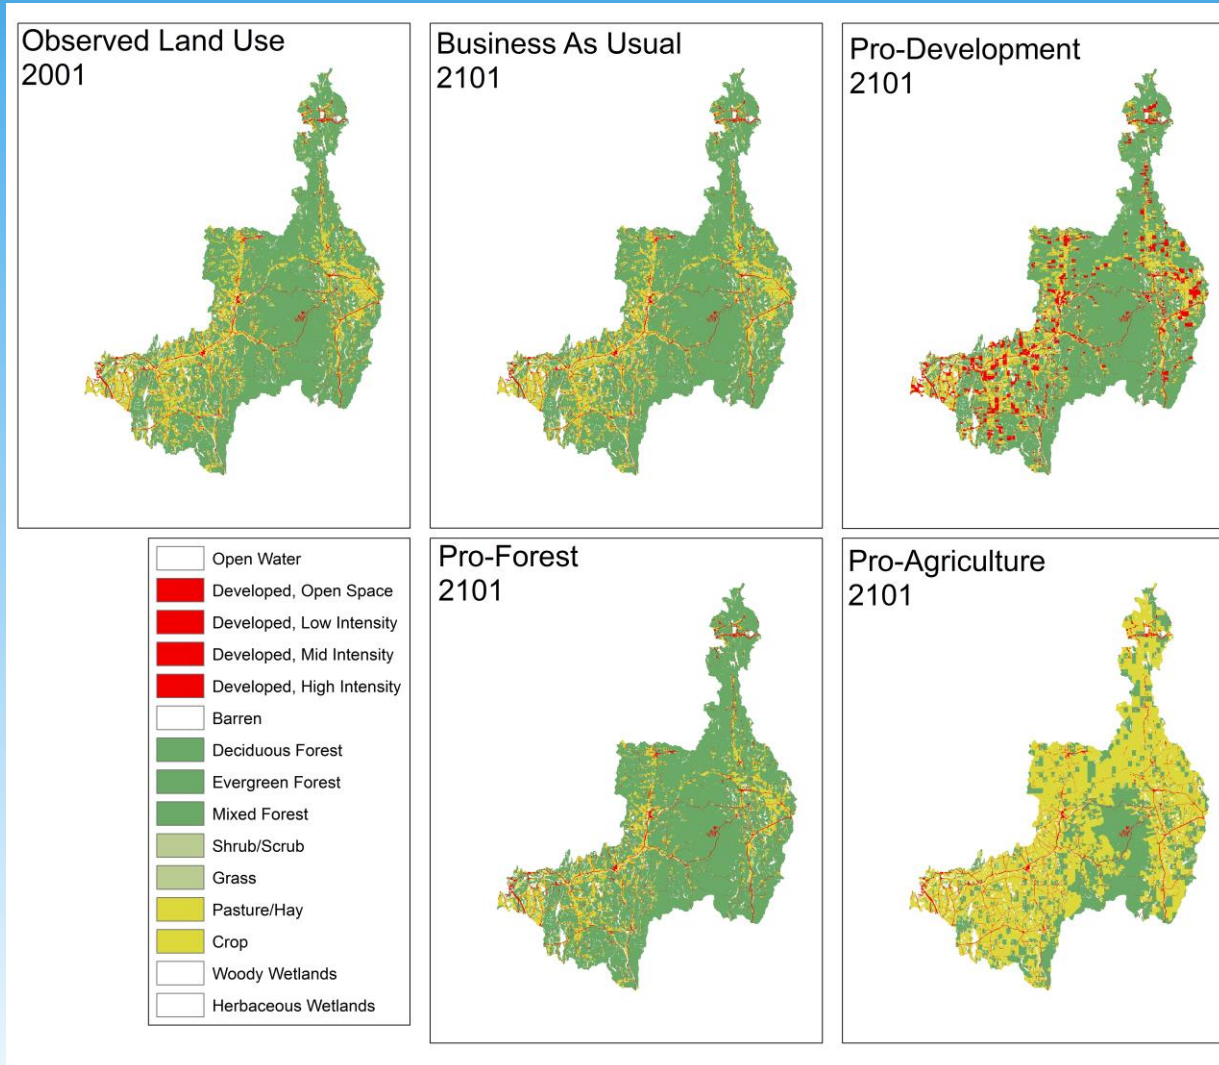 Observed Land Use
2001
Business As Usual
2101
Pro-Development
2101
Open Water
Developed, Open Space
Developed, Low Intensity
Developed, Mid Intensity
Developed, High Intensity
Barren
Deciduous Forest
Evergreen Forest
Mixed Forest
Shrub/Scrub
Grass
Pasture/Hay
Crop
Woody Wetlands
Herbaceous Wetlands
Pro-Forest
2101
Pro-Agriculture
2101